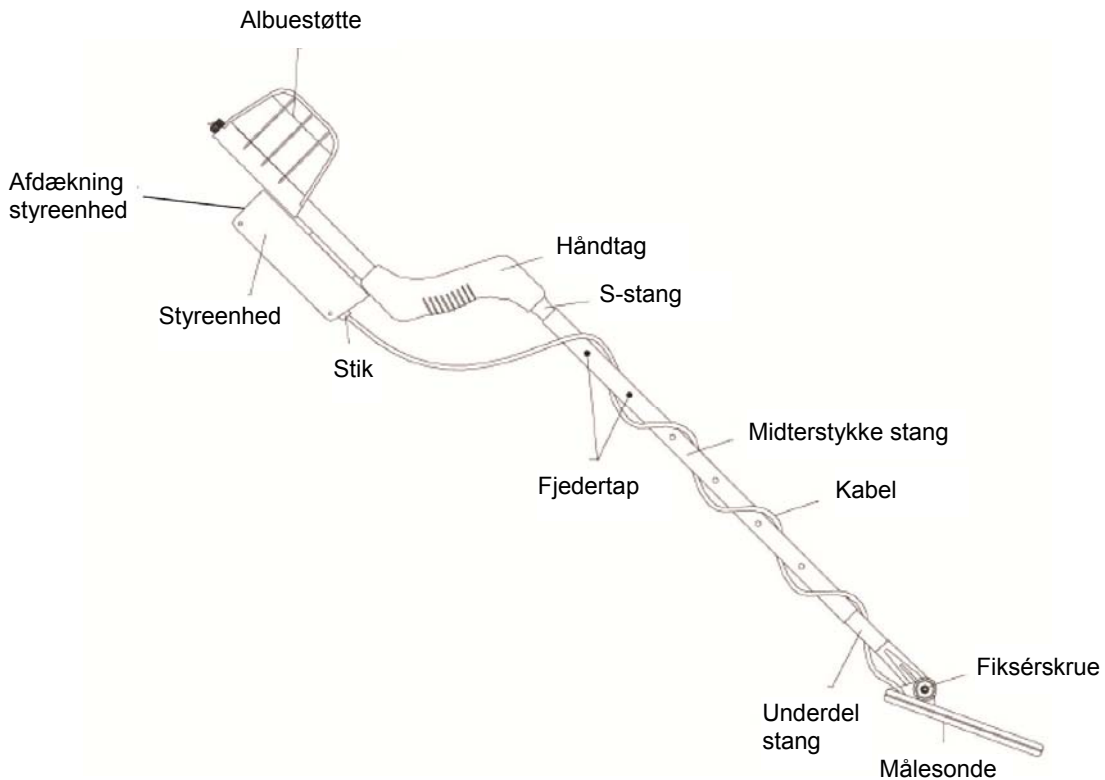 Albuestøtte
Afdækning
styreenhed
Håndtag
S-stang
Styreenhed
Stik
Midterstykke stang
Fjedertap
Kabel
Fiksérskrue
Underdel
stang
Målesonde